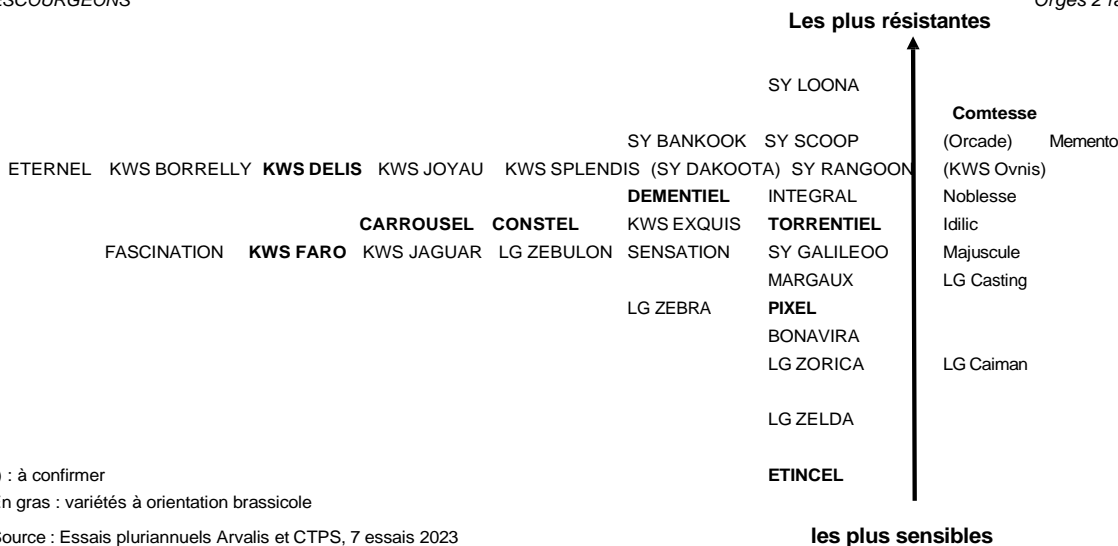 ESCOURGEONS Orges 2 ra
Les plus résistantes
SY LOONA
Comtesse
SY BANKOOK SY SCOOP (Orcade) Memento
ETERNEL KWS BORRELLY KWS DELIS KWS JOYAU KWS SPLENDIS (SY DAKOOTA) SY RANGOON (KWS Ovnis)
DEMENTIEL INTEGRAL Noblesse
CARROUSEL CONSTEL KWS EXQUIS TORRENTIEL Idilic
FASCINATION KWS FARO KWS JAGUAR LG ZEBULON SENSATION SY GALILEOO Majuscule
MARGAUX LG Casting
LG ZEBRA PIXEL
BONAVIRA
LG ZORICA LG Caiman
LG ZELDA
) : à confirmer ETINCEL
En gras : variétés à orientation brassicole
Source : Essais pluriannuels Arvalis et CTPS, 7 essais 2023 les plus sensibles